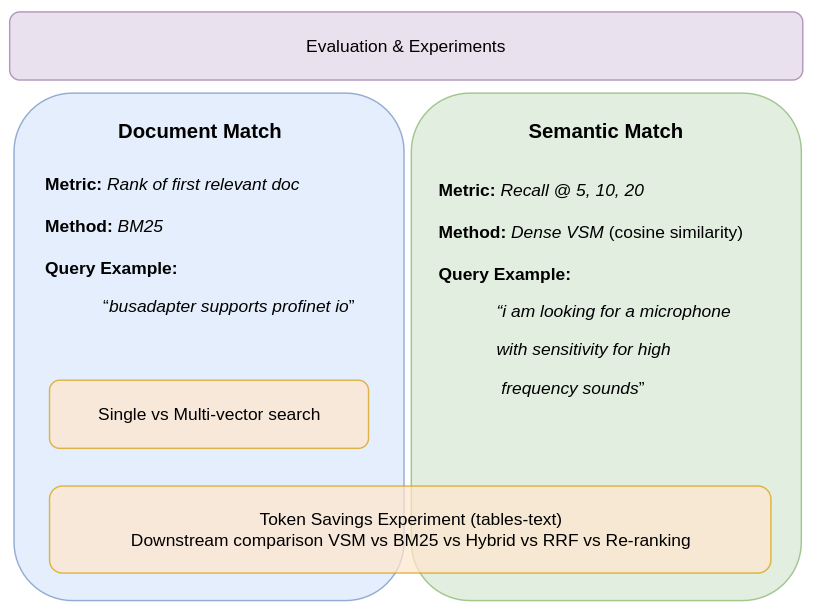 Evaluation & Experiments
Document Match
Metric: Rank of first relevant doc
Method: BM25
Query Example:
“busadapter supports profinet io”
Single vs Multi-vector search
Semantic Match
Metric: Recall @ 5, 10, 20
Method: Dense VSM (cosine similarity)
Query Example:
“i am looking for a microphone
with sensitivity for high
frequency sounds”
Token Savings Experiment (tables-text)
Downstream comparison VSM vs BM25 vs Hybrid vs RRF vs Re-ranking